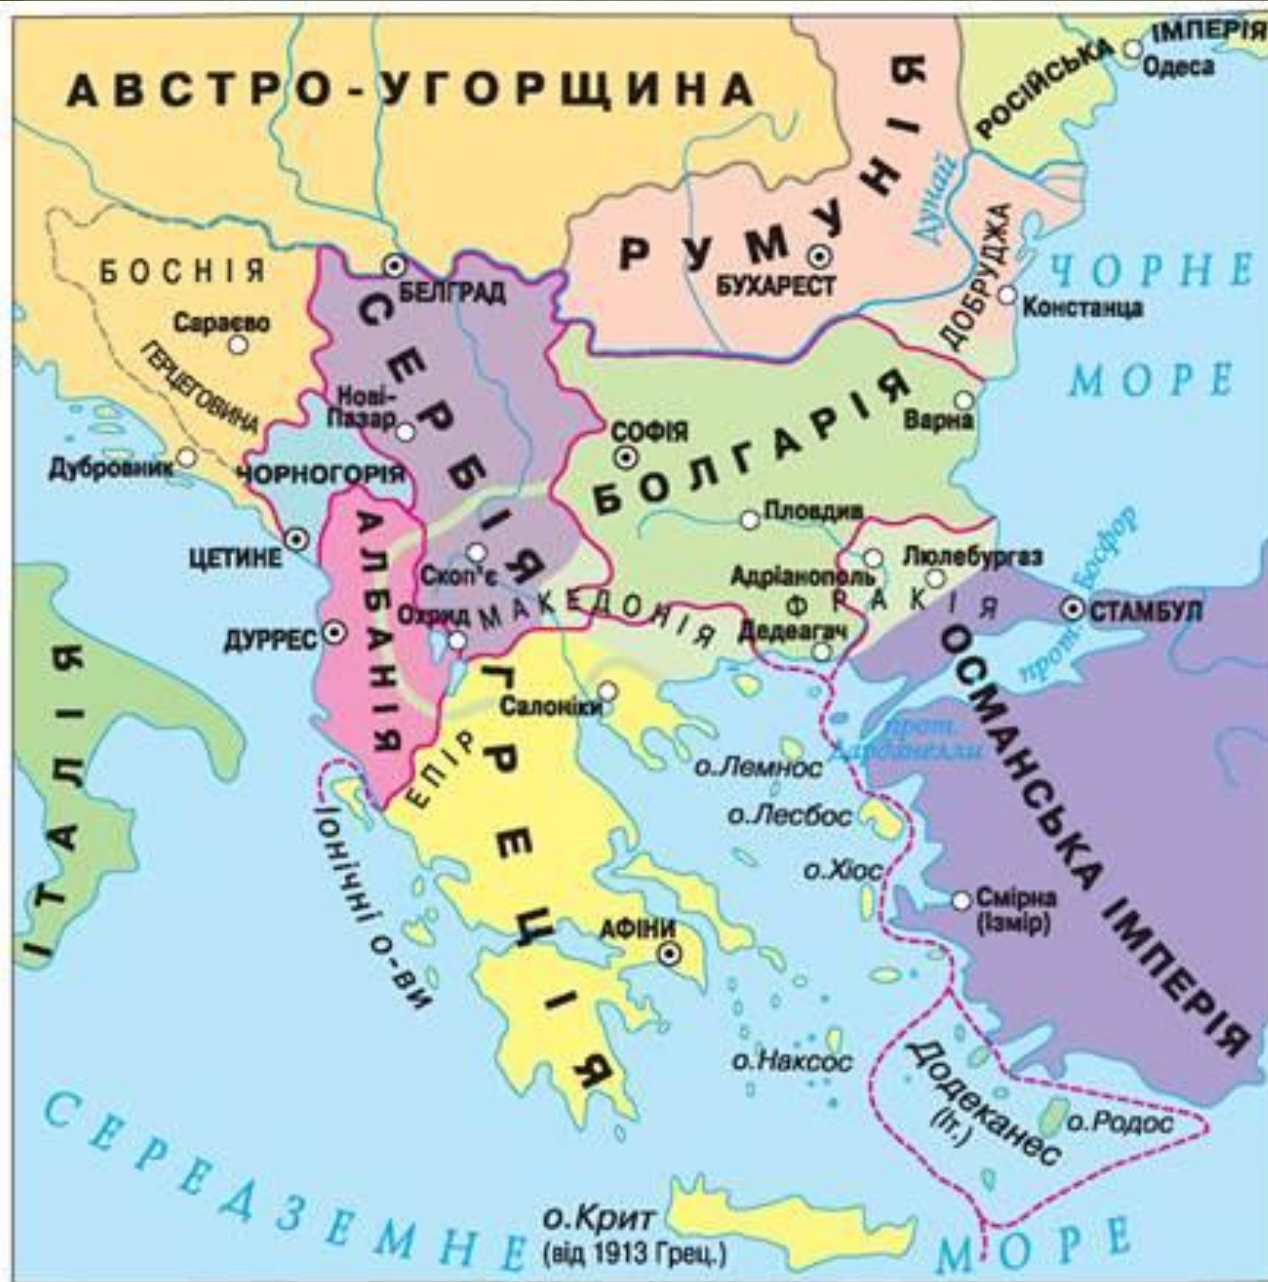 АВСТРО-УГОРЩИНА
РУМУНІЯ
РОСІЙСЬКА ІМПЕРІЯ
Одеса
Дунай
ДОБРУДЖА
БУХАРЕСТ
Констанца
ЧОРНЕ
МОРЕ
БОСНІЯ
Сараєво
ГЕРЦЕГОВИНА
БЕЛГРАД
СЕРБІЯ
Нові-
Пазар
Дубровник
ЧОРНОГОРІЯ
ЦЕТИНЕ
СОФІЯ
БОЛГАРІЯ
Варна
Пловдив
Адріанополь
Люлебургаз
ФРАКІЯ
прот. Босфор
СТАМБУЛ
Скоп'є
Охрид
МАКЕДОНІЯ
Дедеагач
АЛБАНІЯ
ДУРРЕС
ІТАЛІЯ
Салоніки
ЕПІР
ГРЕЦІЯ
прот.
Дарданелли
ОСМАНСЬКА ІМПЕРІЯ
о.Лемнос
о.Лесбос
о.Хіос
Смірна
(Ізмір)
Іонічні о-ви
АФІНИ
о.Наксос
Додеканес
(Іт.)
о.Родос
СЕРЕДЗЕМНЕ МОРЕ
о.Крит
(від 1913 Грец.)